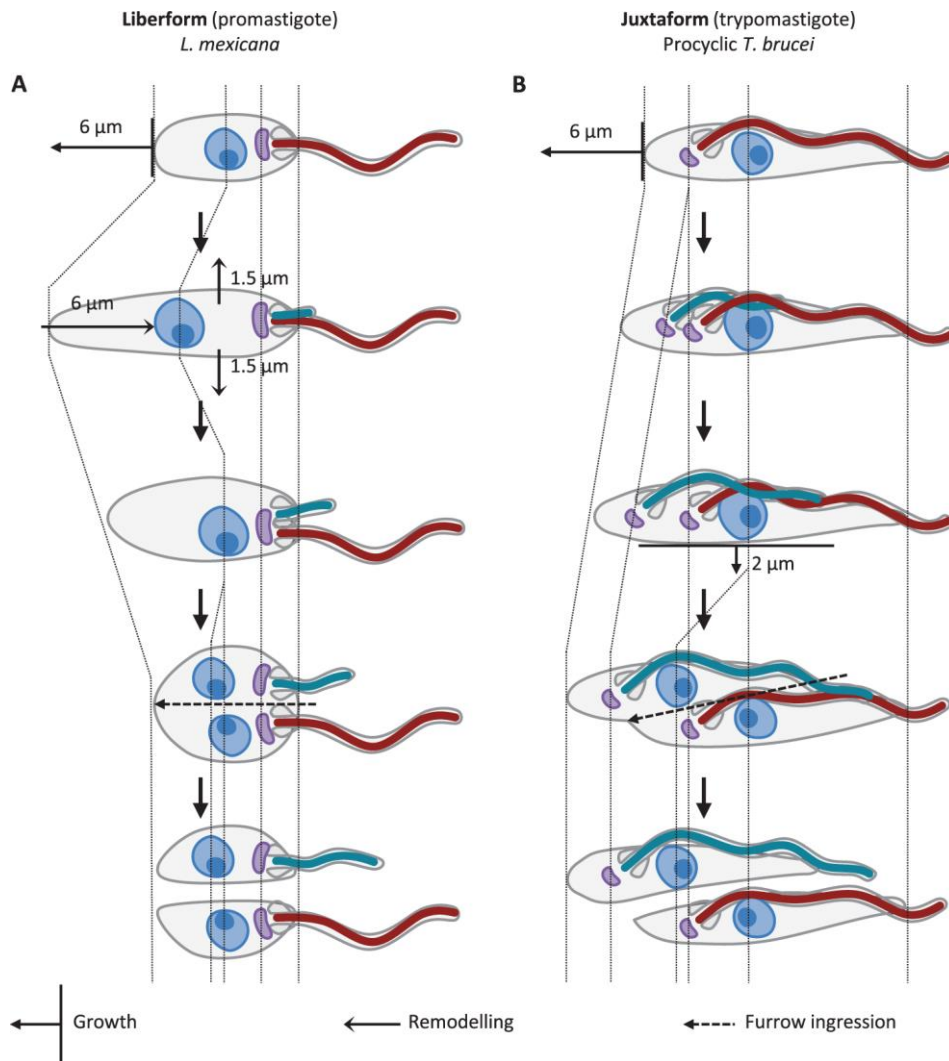 Liberform (promastigote)
L. mexicana
Juxtaform (trypomastigote)
Procyclic T. brucei
A
B
6 μm
6 μm
1.5 μm
6 μm
1.5 μm
2 μm
Growth
Remodelling
Furrow ingression